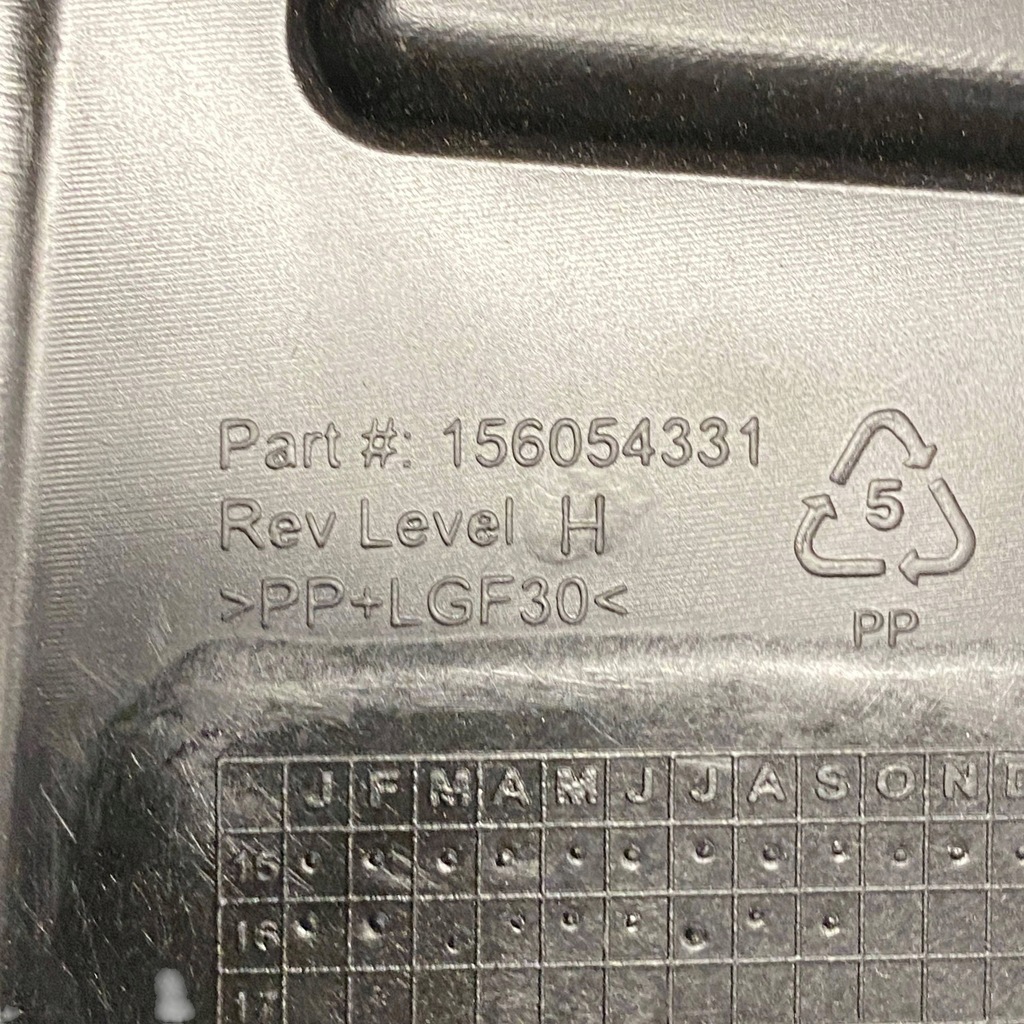 Part #: 156054331
Rev Level H
>PP+LGF30<
5
PP
J F M A M J J A S O N D
15
16
17